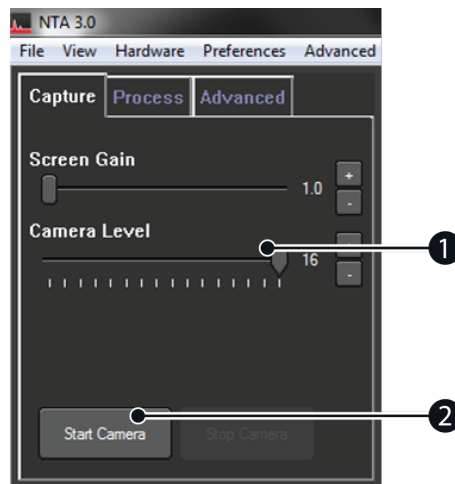 NTA 3.0
File View Hardware Preferences Advanced
Capture Process Advanced
Screen Gain
1.0
+
-
Camera Level
1
16
-
2
Start Camera Stop Camera